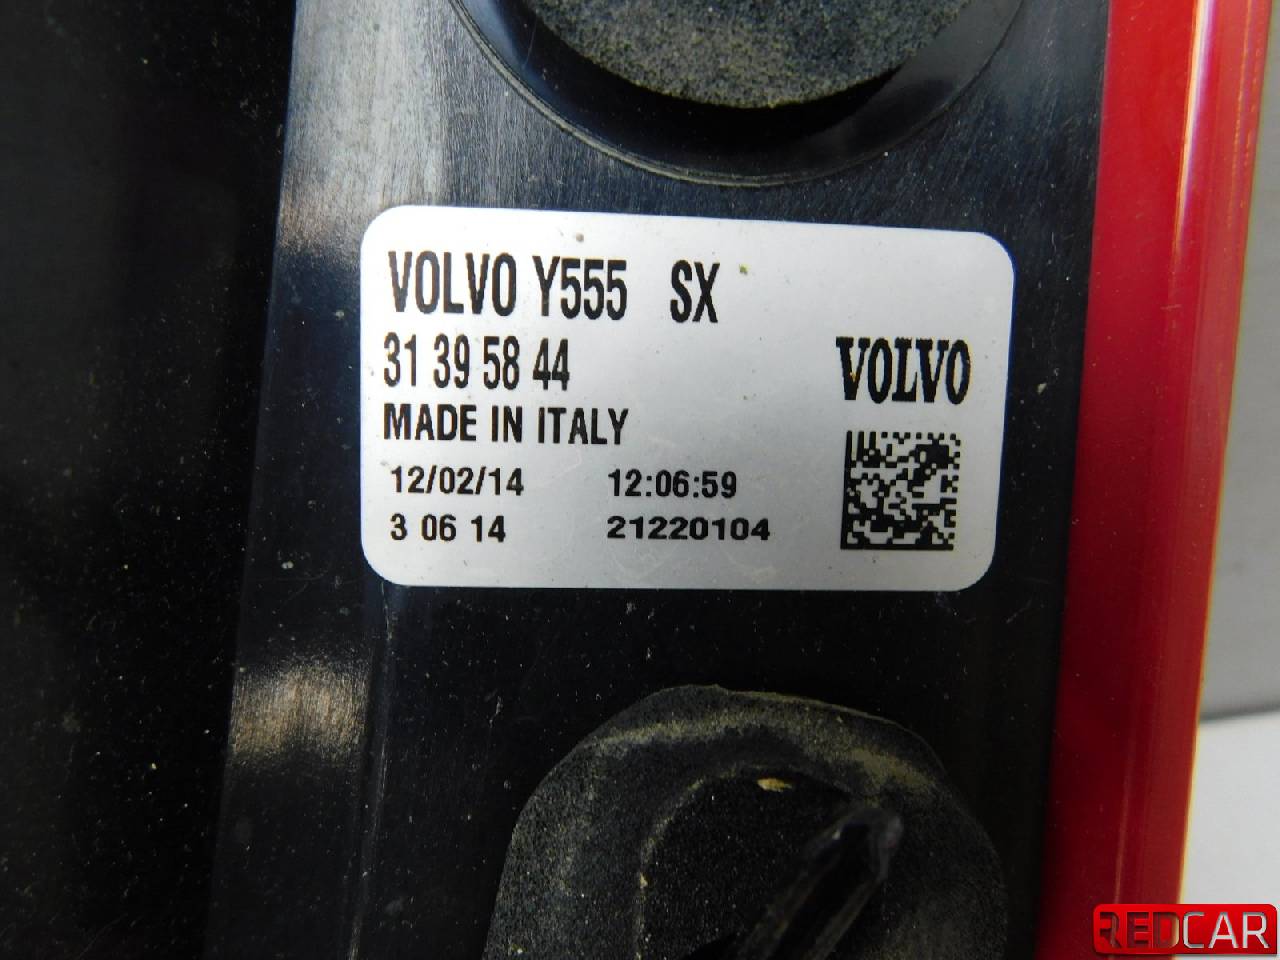 VOLVO Y555 SX
31 39 58 44
VOLVO
MADE IN ITALY
12/02/14 12:06:59
3 06 14 21220104
REDCAR